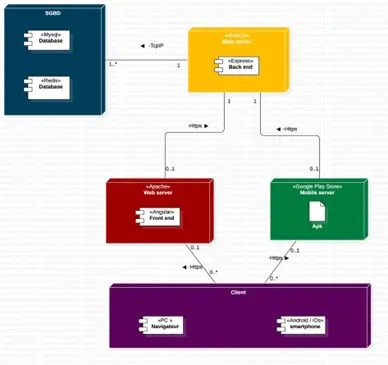 SGBD
«Mysql»
Database
«Redis»
Database
◄ -TcpIP
1..*
1
Main server
«Express»
Back end
1
1
-Https ►
◄ -Https
0..1
0..1
«Apache»
Web server
«Angular»
Front end
«Google Play Store»
Mobile server
Apk
0..1
0..1
◄ -Https
-Https ►
0..*
0..*
Client
«PC »
Navigateur
«Android / iOs»
smartphone